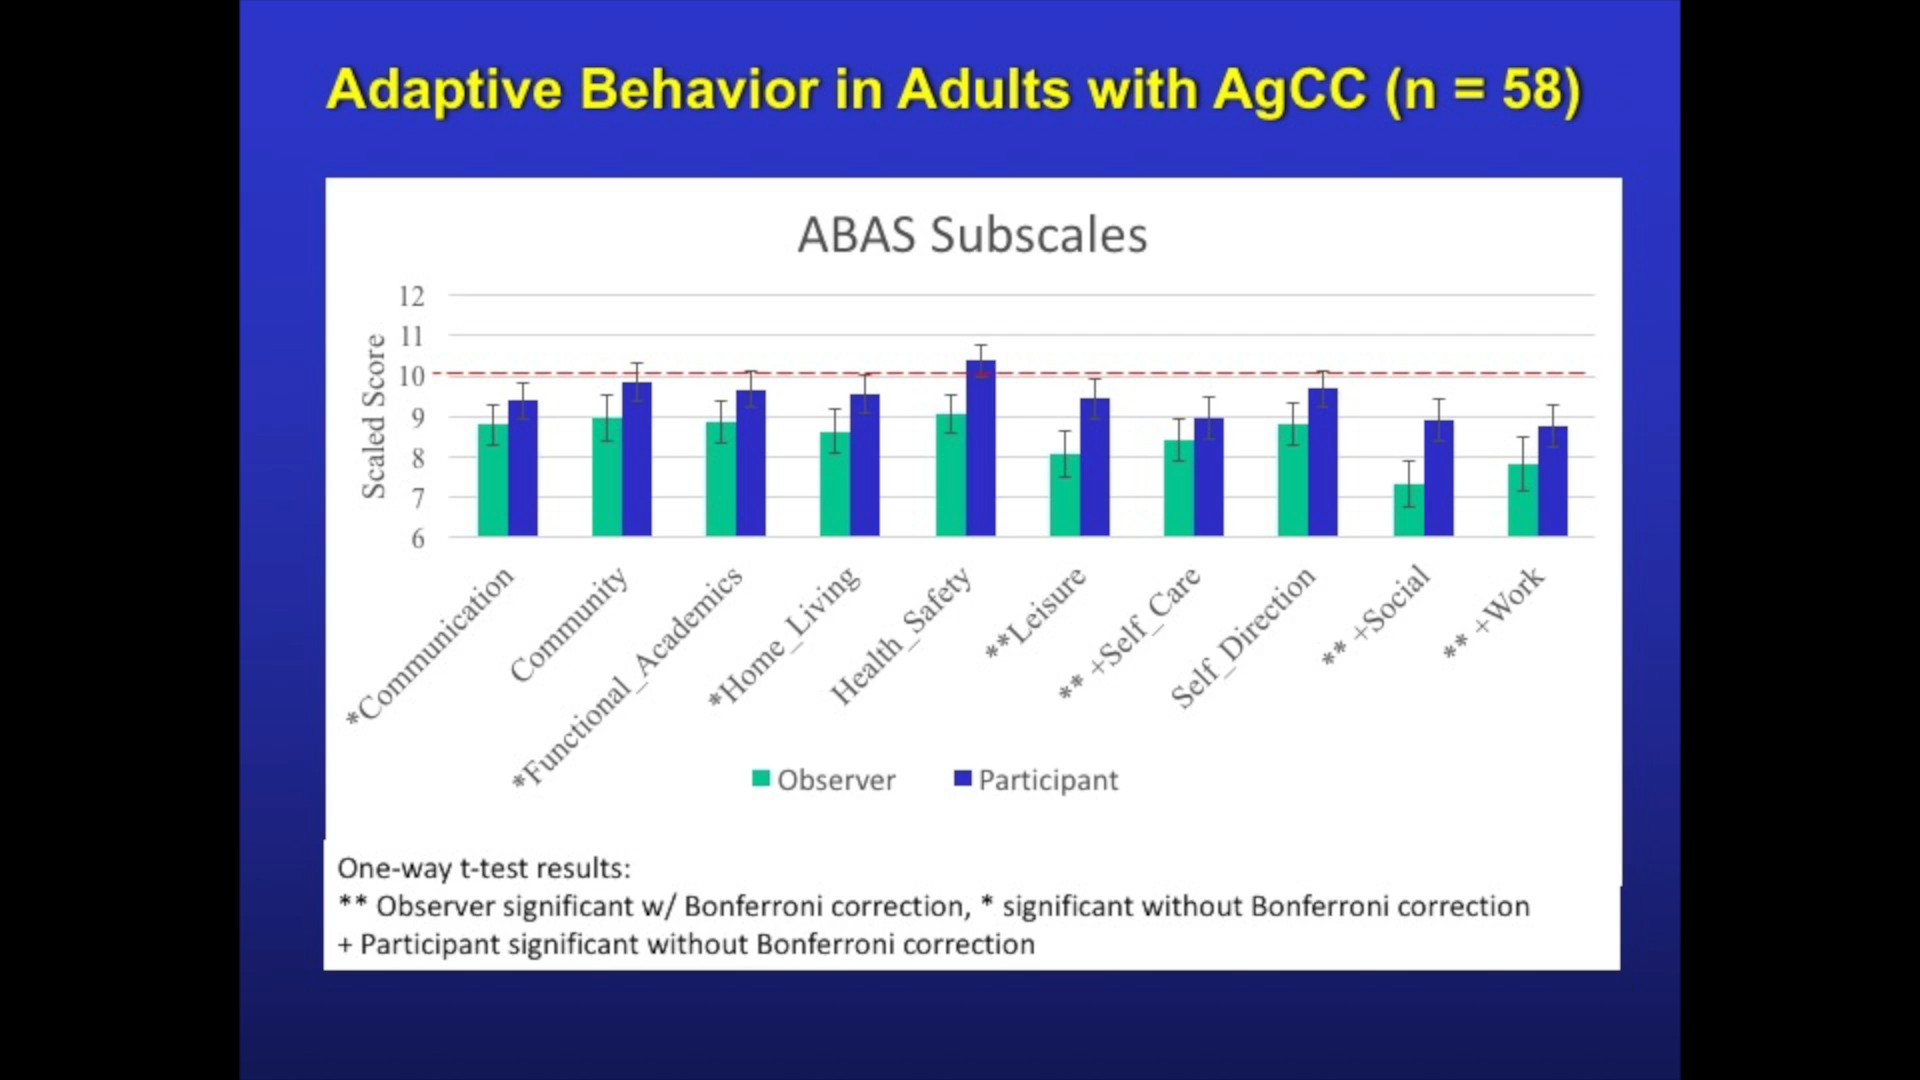 Adaptive Behavior in Adults with AgCC (n = 58)
ABAS Subscales
Scaled Score
12
11
10
9
8
7
6
*Communication
Community
*Functional_Academics
*Home_Living
Health_Safety
**Leisure
** +Self_Care
Self_Direction
** +Social
** +Work
Observer
Participant
One-way t-test results:
** Observer significant w/ Bonferroni correction, * significant without Bonferroni correction
+ Participant significant without Bonferroni correction